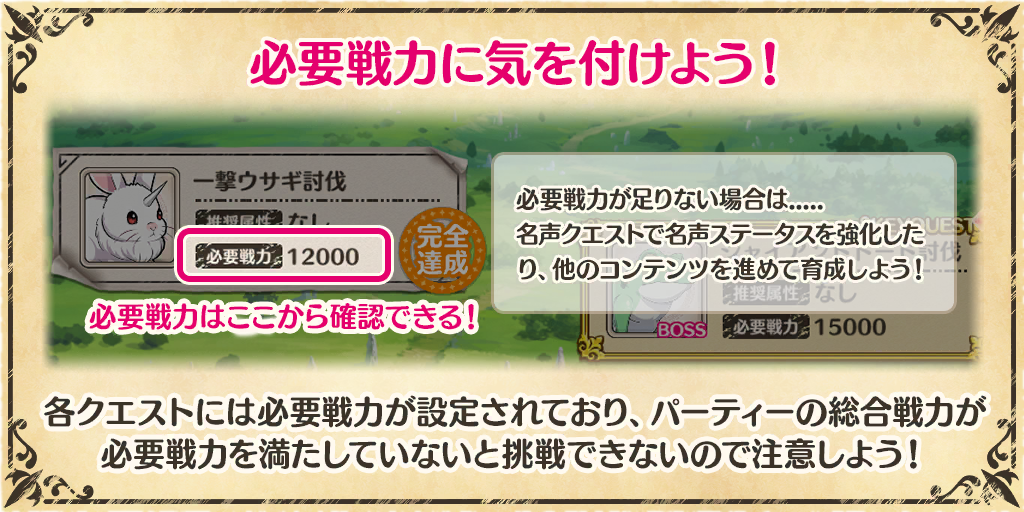 必要戦力に気を付けよう!
一撃ウサギ討伐
推奨属性 なし
必要戦力 12000
完全
達成
必要戦力が足りない場合は.....
名声クエストで名声ステータスを強化した
り、他のコンテンツを進めて育成しよう!
KEYQUEST
討伐
推奨属性 なし
BOSS
必要戦力 15000
必要戦力はここから確認できる!
各クエストには必要戦力が設定されており、パーティーの総合戦力が
必要戦力を満たしていないと挑戦できないので注意しよう!